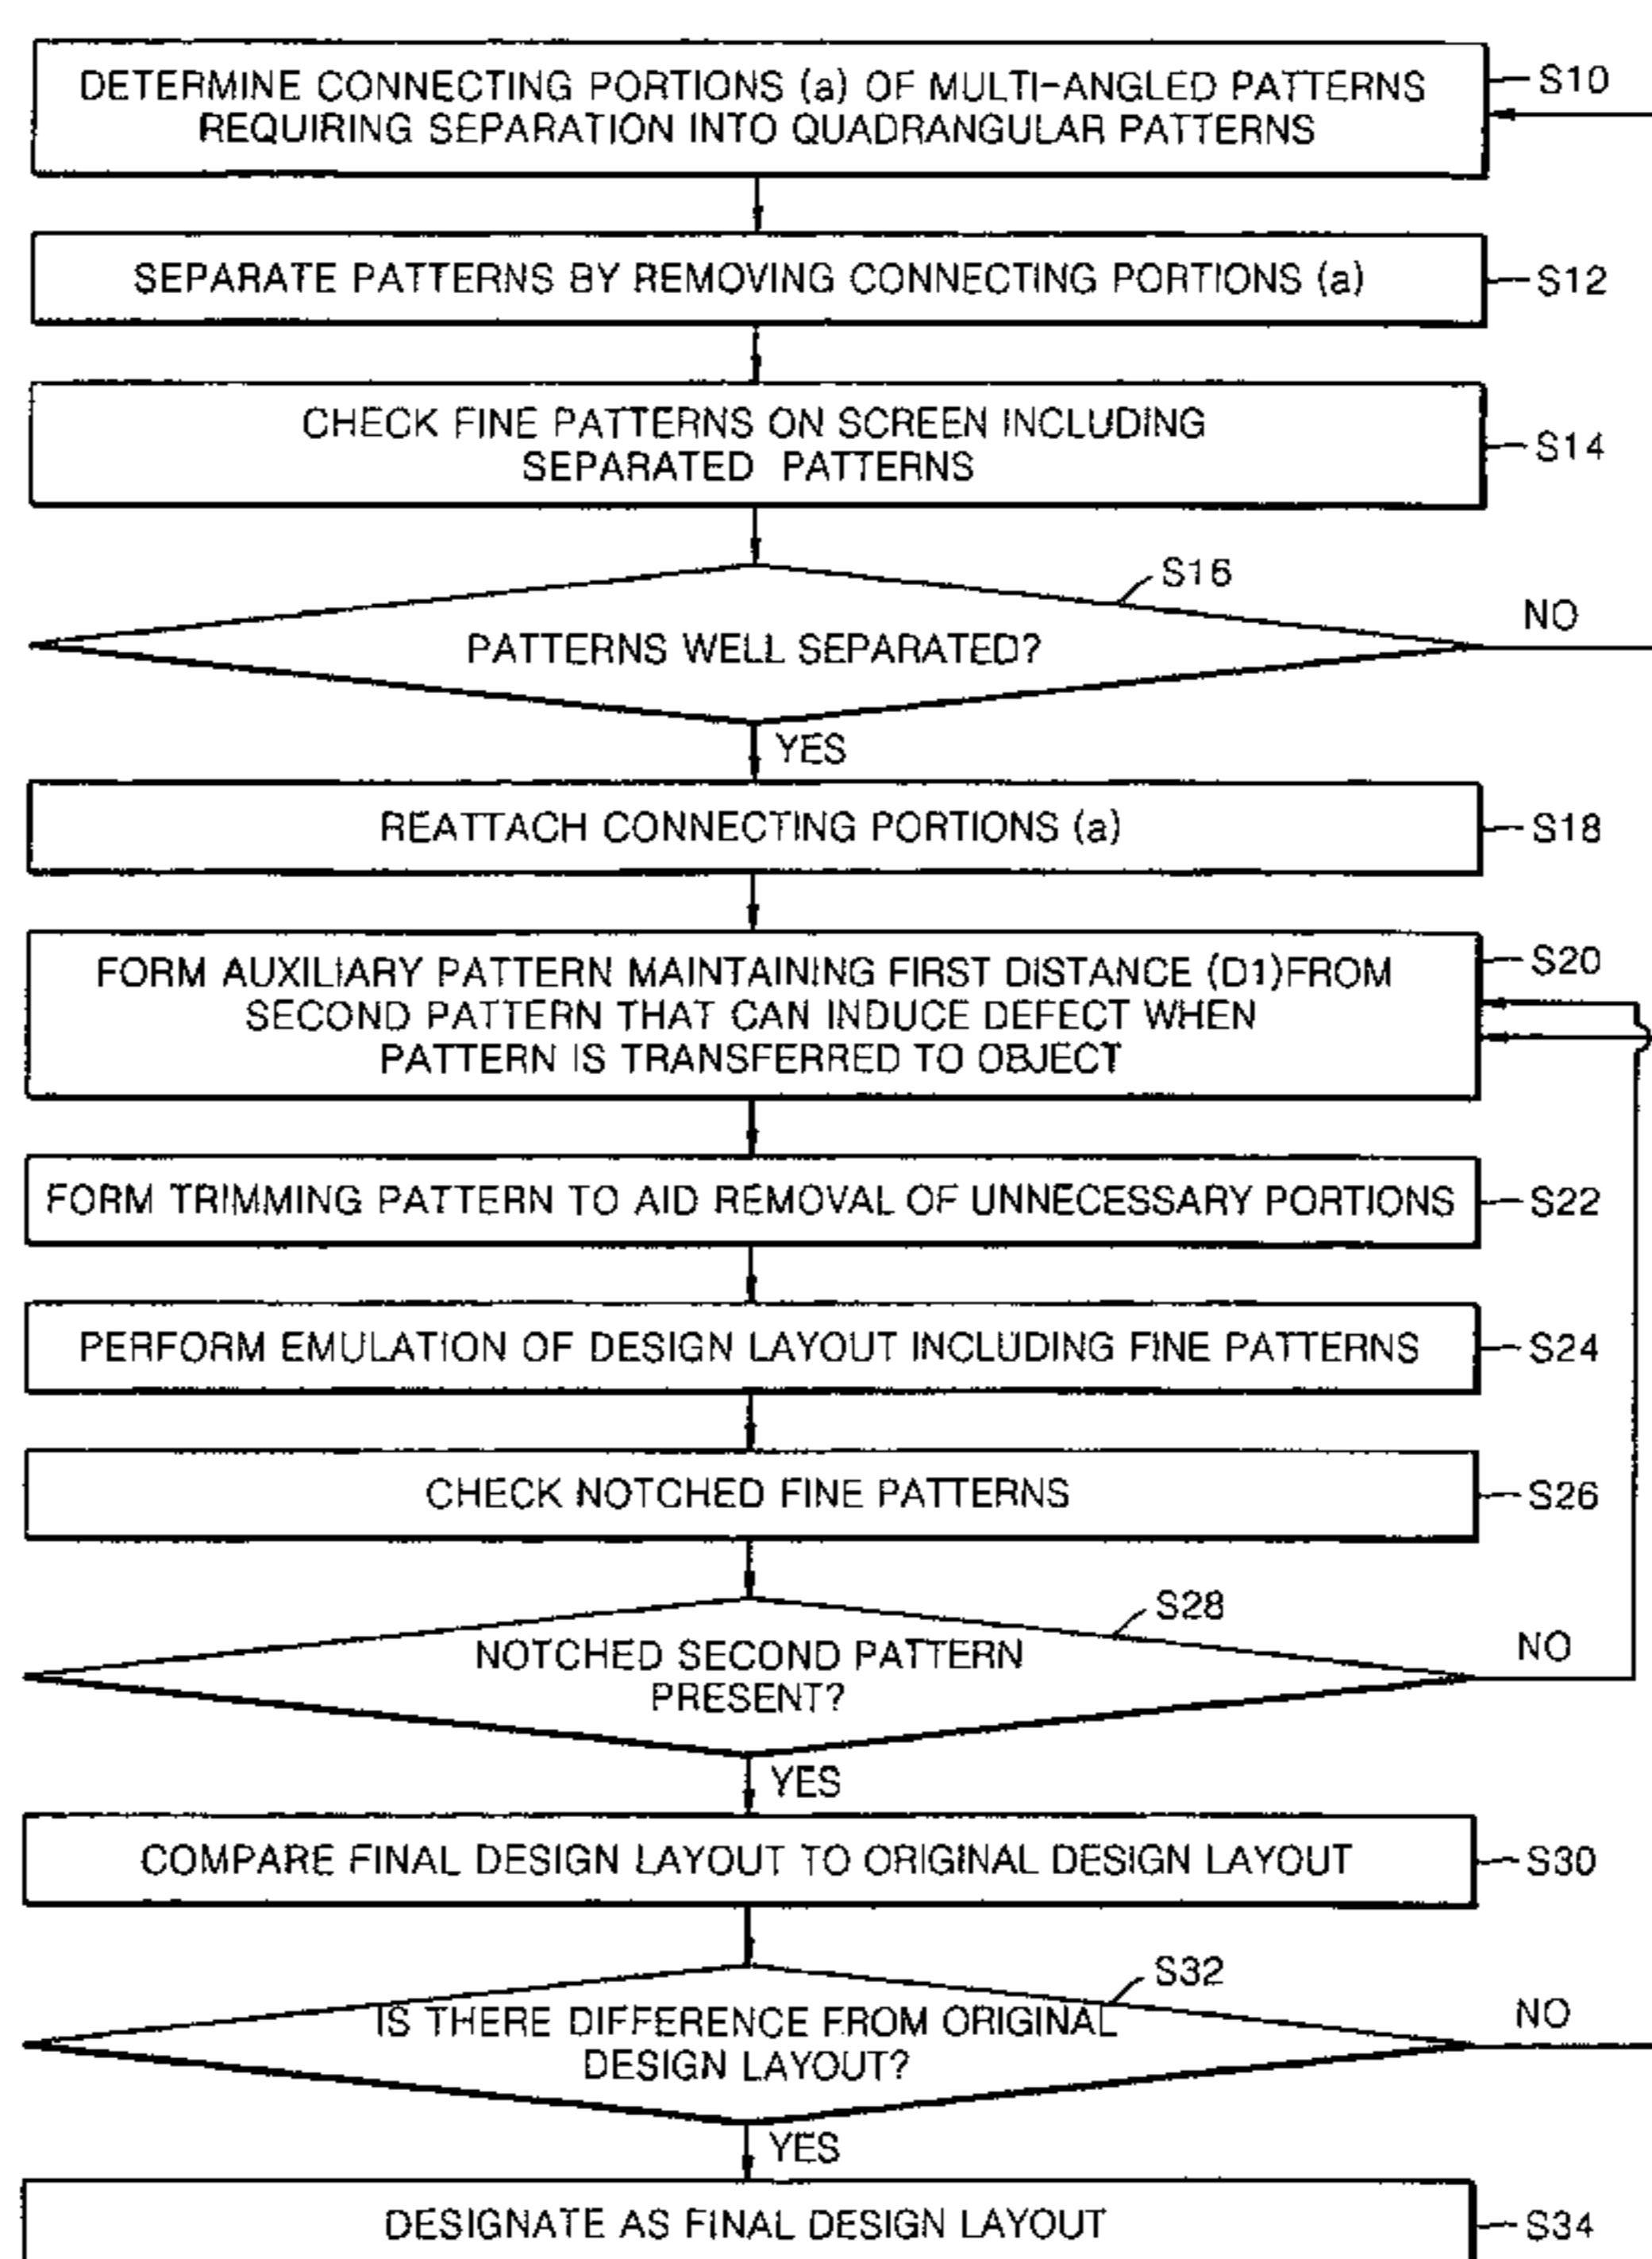 DETERMINE CONNECTING PORTIONS (a) OF MULTI-ANGLED PATTERNS
REQUIRING SEPARATION INTO QUADRANGULAR PATTERNS
S10
SEPARATE PATTERNS BY REMOVING CONNECTING PORTIONS (a)
S12
CHECK FINE PATTERNS ON SCREEN INCLUDING
SEPARATED PATTERNS
S14
S16
PATTERNS WELL SEPARATED?
NO
YES
REATTACH CONNECTING PORTIONS (a)
S18
FORM AUXILIARY PATTERN MAINTAINING FIRST DISTANCE (D1)FROM
SECOND PATTERN THAT CAN INDUCE DEFECT WHEN
PATTERN IS TRANSFERRED TO OBJECT
S20
FORM TRIMMING PATTERN TO AID REMOVAL OF UNNECESSARY PORTIONS
S22
PERFORM EMULATION OF DESIGN LAYOUT INCLUDING FINE PATTERNS
S24
CHECK NOTCHED FINE PATTERNS
S26
S28
NOTCHED SECOND PATTERN
PRESENT?
NO
YES
COMPARE FINAL DESIGN LAYOUT TO ORIGINAL DESIGN LAYOUT
S30
S32
IS THERE DIFFERENCE FROM ORIGINAL
DESIGN LAYOUT?
NO
YES
DESIGNATE AS FINAL DESIGN LAYOUT
S34